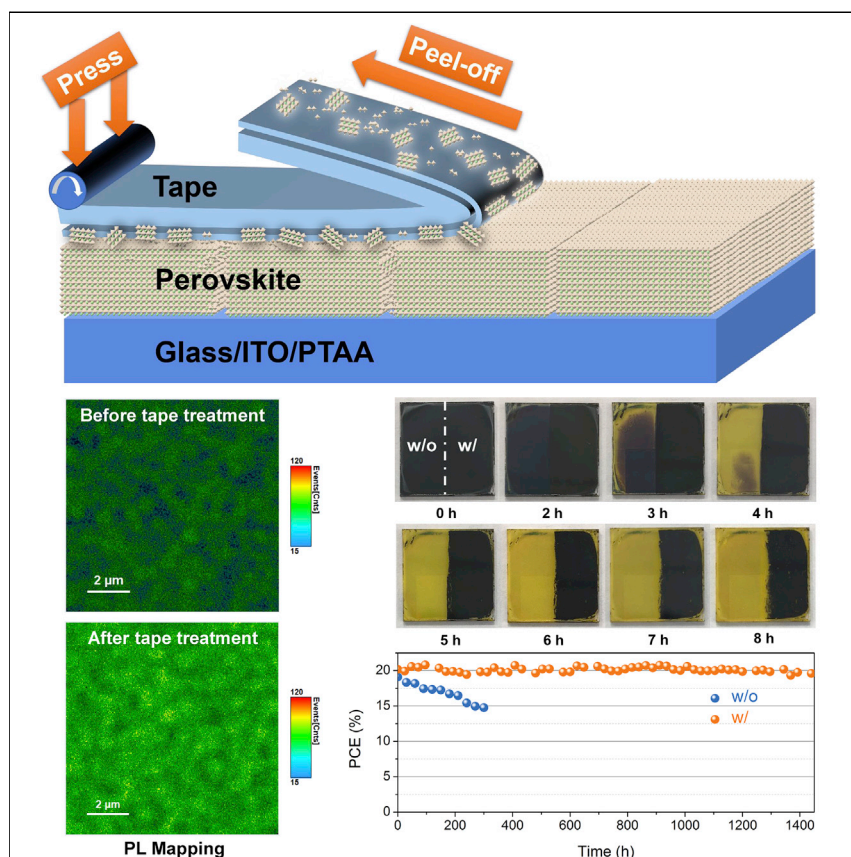 Press
Peel-off
Tape
Perovskite
Glass/ITO/PTAA
Before tape treatment
120
Events[Cnts]
15
2 µm
After tape treatment
120
Events[Cnts]
15
2 µm
PL Mapping
w/o
w/
0 h
2 h
3 h
4 h
5 h
6 h
7 h
8 h
20
15
10
5
0
PCE (%)
w/o
w/
0
200
400
600
800
1000
1200
1400
Time (h)